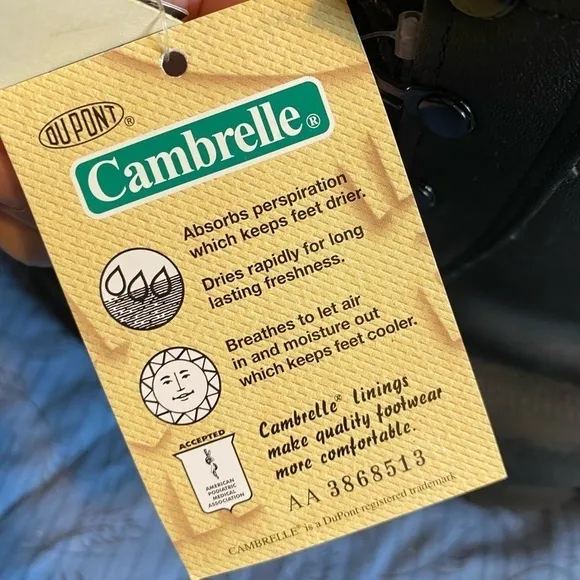 DU PONT®
Cambrelle®
Absorbs perspiration
which keeps feet drier.
Dries rapidly for long
lasting freshness.
Breathes to let air
in and moisture out
which keeps feet cooler.
Cambrelle® linings
make quality footwear
more comfortable.
ACCEPTED
AMERICAN
PODIATRIC
MEDICAL
ASSOCIATION
AA 3868513
CAMBRELLE® is a DuPont registered trademark